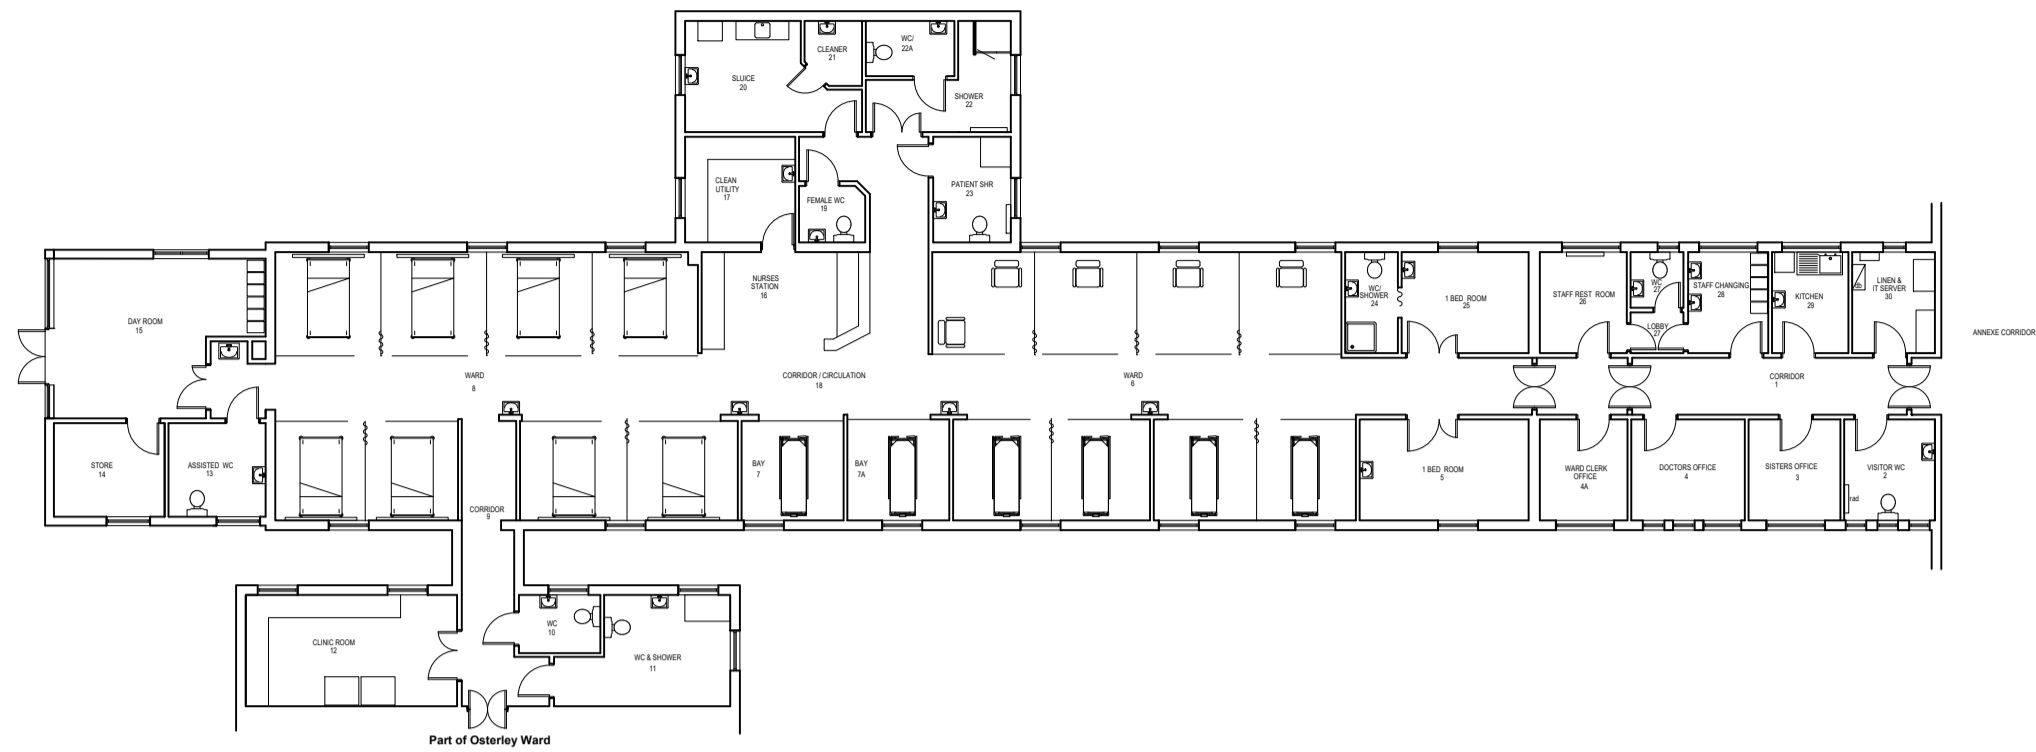 SLUICE
20
CLEANER
21
WC/
22A
SHOWER
22
CLEAN
UTILITY
17
FEMALE WC
19
PATIENT SHR
23
DAY ROOM
15
NURSES
STATION
16
WC/
SHOWER
24
1 BED ROOM
25
STAFF REST ROOM
26
WC
27
LOBBY
27
STAFF CHANGING
28
KITCHEN
29
db
LINEN &
IT SERVER
30
ANNEXE CORRIDOR
WARD
8
CORRIDOR / CIRCULATION
18
WARD
6
CORRIDOR
1
STORE
14
ASSISTED WC
13
CORRIDOR
9
BAY
7
BAY
7A
1 BED ROOM
5
WARD CLERK
OFFICE
4A
DOCTORS OFFICE
4
SISTERS OFFICE
3
VISITOR WC
2
rad
CLINIC ROOM
12
WC
10
WC & SHOWER
11
Part of Osterley Ward